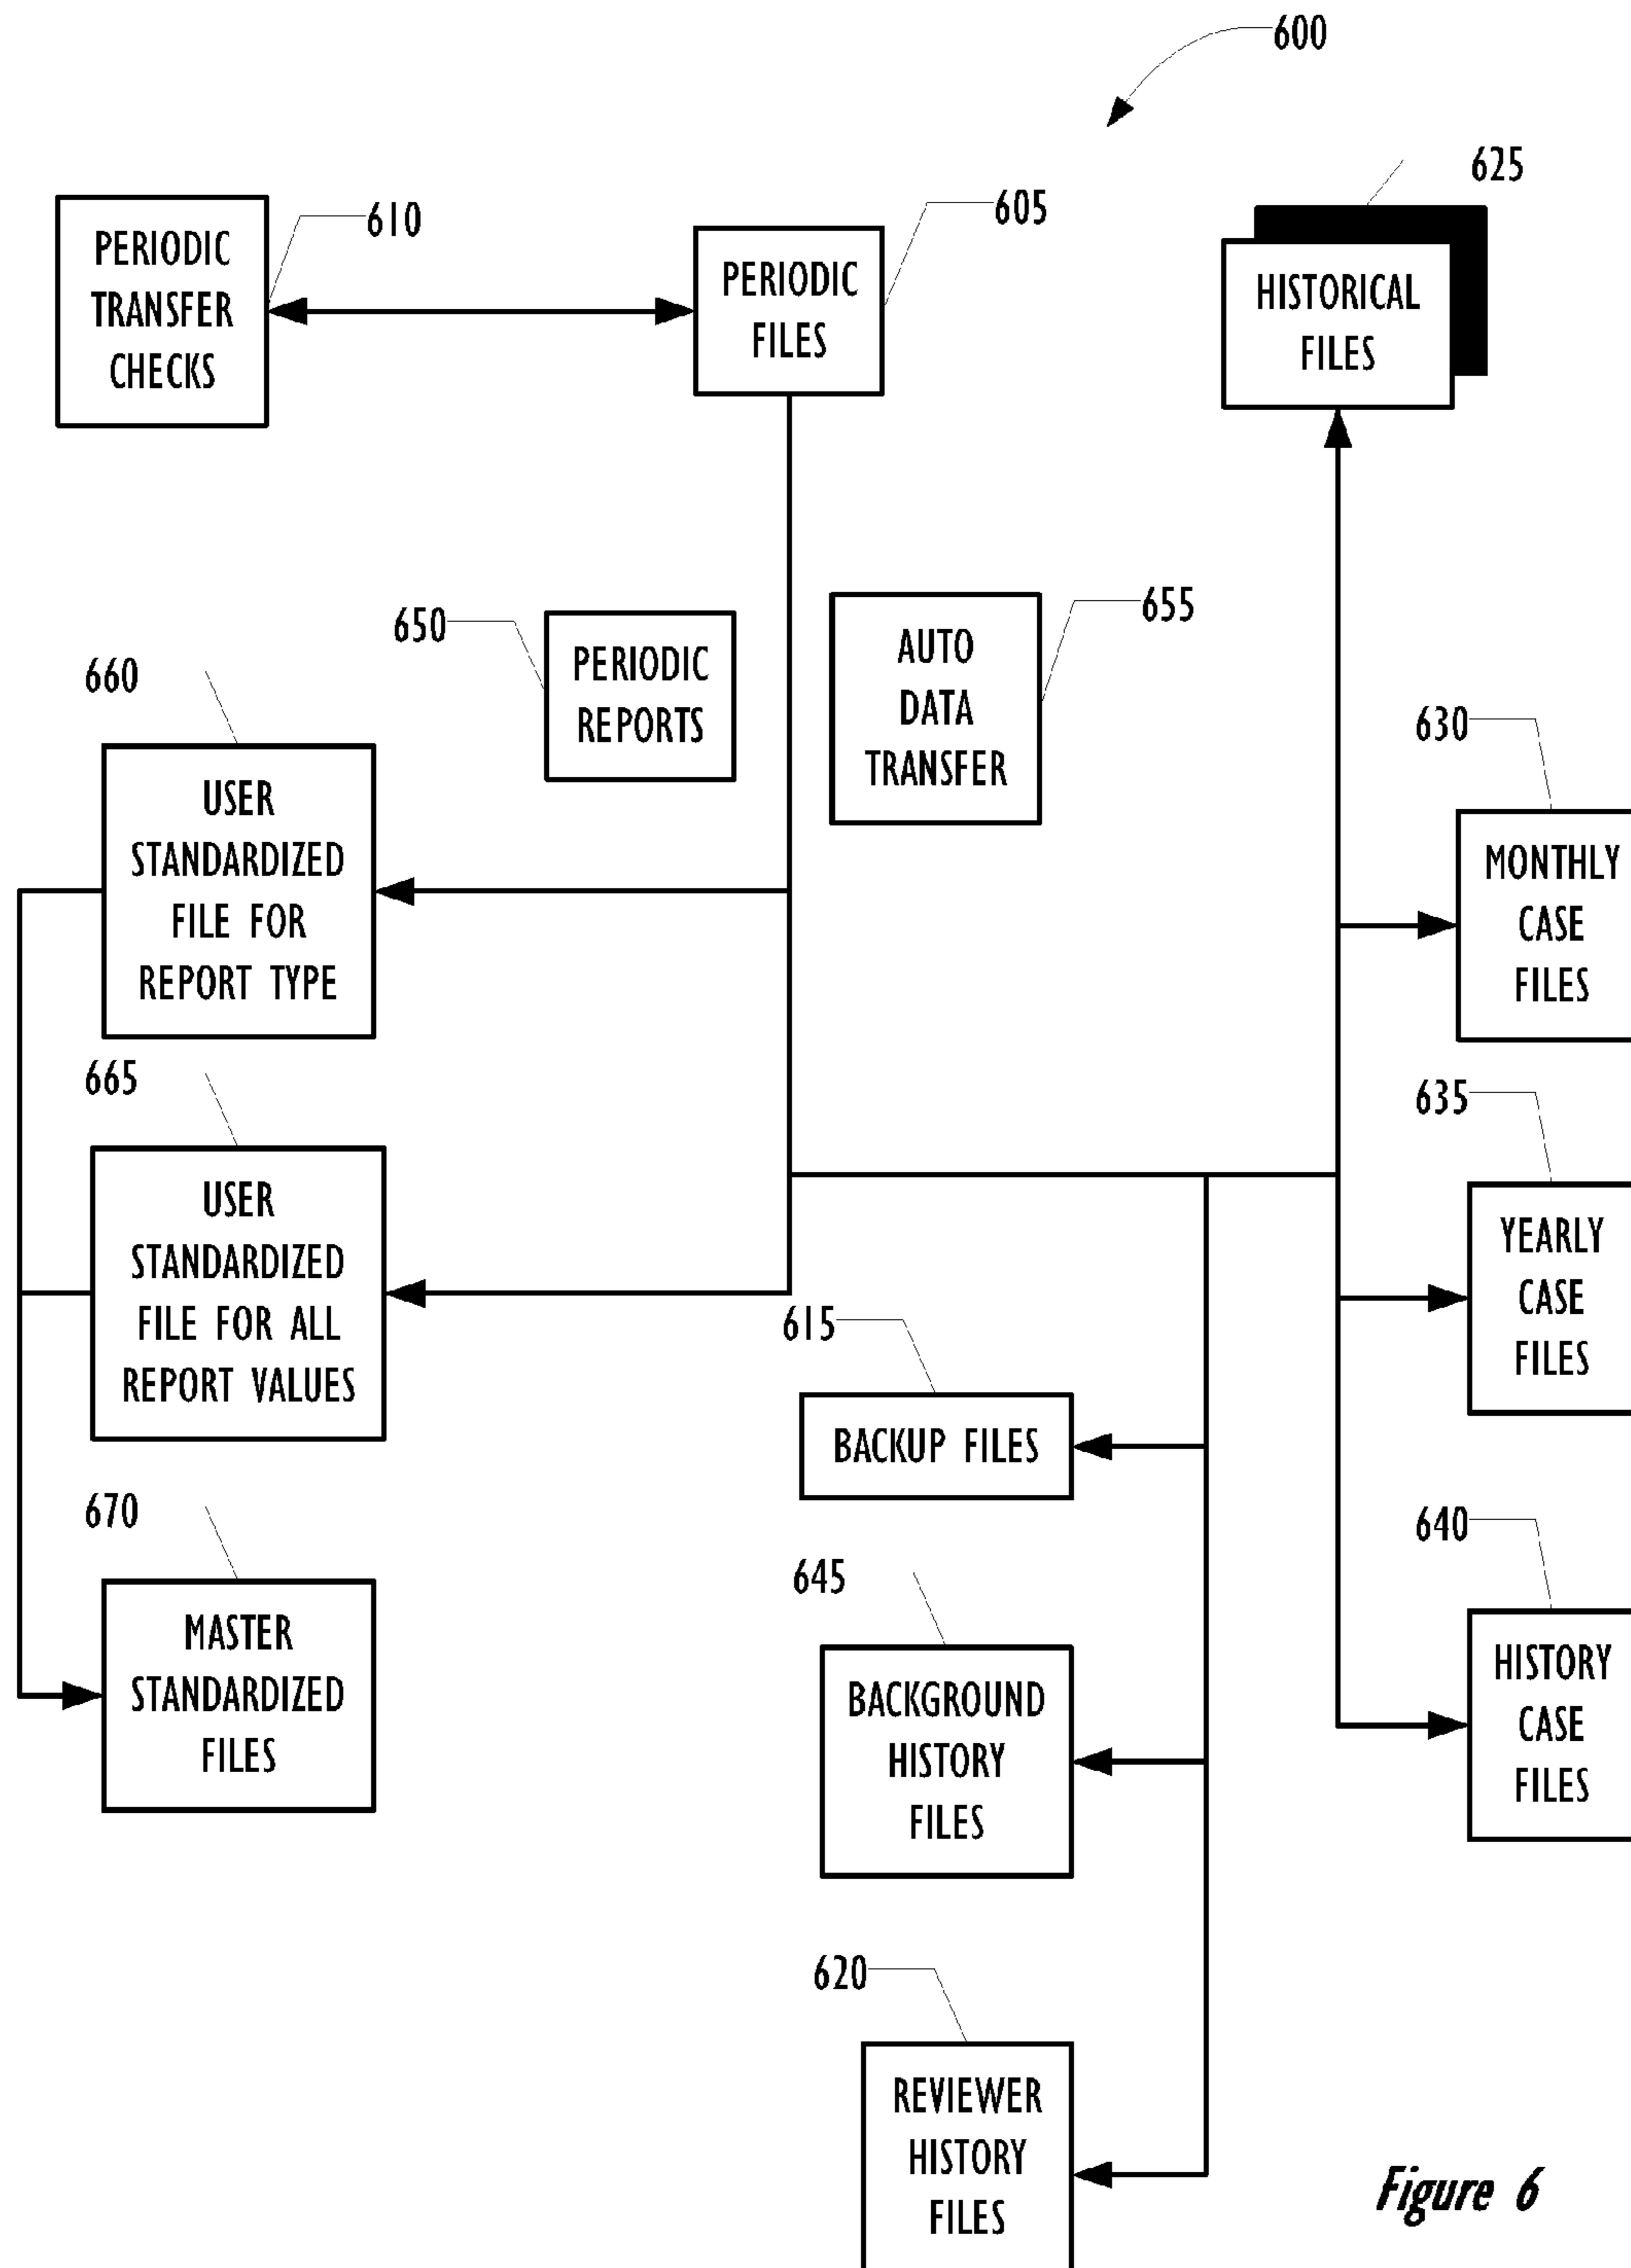 600
625
610
605
PERIODIC
TRANSFER
CHECKS
PERIODIC
FILES
HISTORICAL
FILES
650
655
660
PERIODIC
REPORTS
AUTO
DATA
TRANSFER
630
USER
STANDARDIZED
FILE FOR
REPORT TYPE
MONTHLY
CASE
FILES
665
635
USER
STANDARDIZED
FILE FOR ALL
REPORT VALUES
YEARLY
CASE
FILES
615
BACKUP FILES
670
640
645
MASTER
STANDARDIZED
FILES
BACKGROUND
HISTORY
FILES
HISTORY
CASE
FILES
620
REVIEWER
HISTORY
FILES
Figure 6